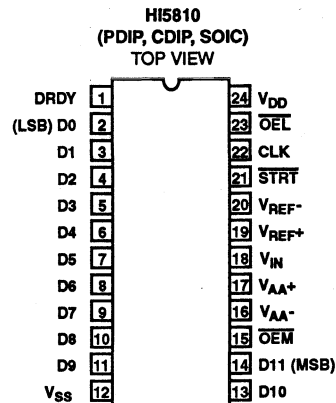 HI5810
(PDIP, CDIP, SOIC)
TOP VIEW
DRDY 1 24 VDD
(LSB) D0 2 23 OEL
D1 3 22 CLK
D2 4 21 STRT
D3 5 20 VREF-
D4 6 19 VREF+
D5 7 18 VIN
D6 8 17 VAA+
D7 9 16 VAA-
D8 10 15 OEM
D9 11 14 D11 (MSB)
VSS 12 13 D10